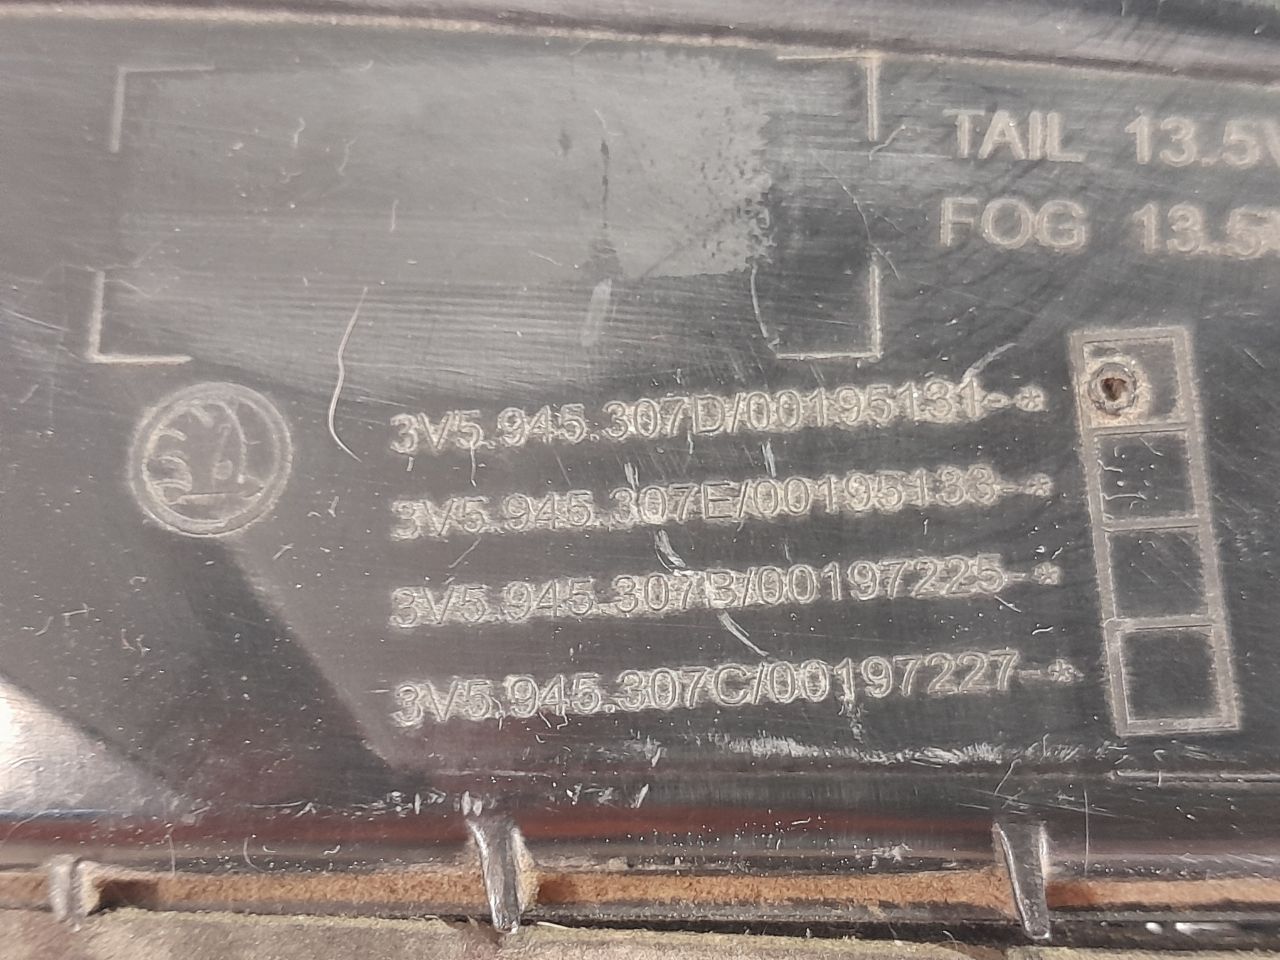 TAIL 13.5V
FOG 13.5
3V5.945.307D/00195131-*
3V5.945.307E/00195133-*
3V5.945.307B/00197225-*
3V5.945.307C/00197227-*